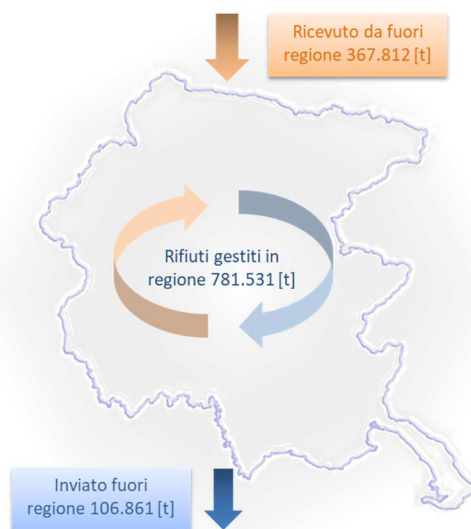 Ricevuto da fuori
regione 367.812 [t]
Rifiuti gestiti in
regione 781.531 [t]
Inviato fuori
regione 106.861 [t]